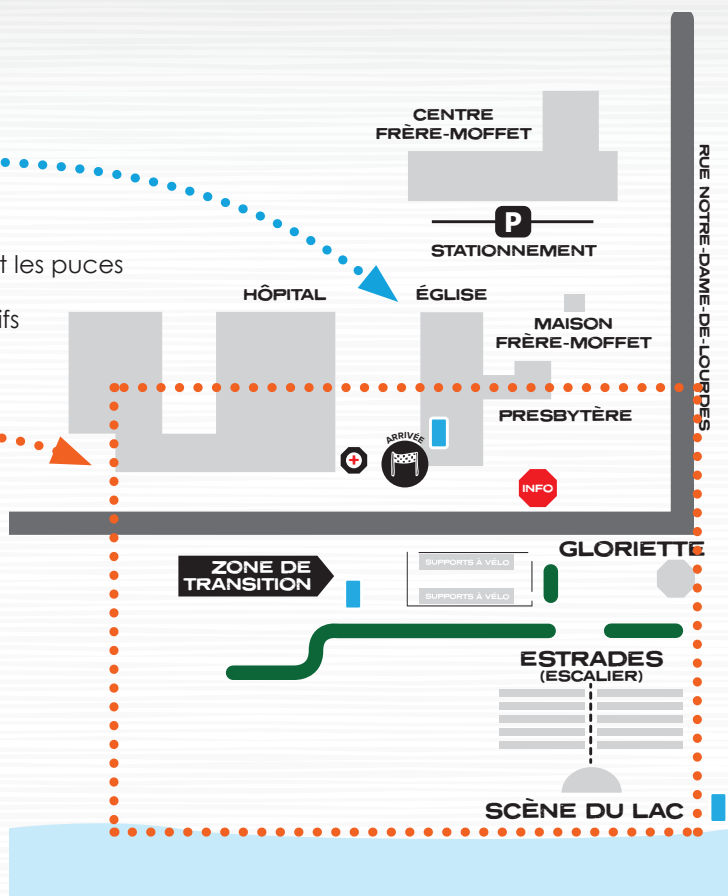 CENTRE
FRÈRE-MOFFET
P
STATIONNEMENT
RUE NOTRE-DAME-DE-LOURDES
t les puces
ifs
HÔPITAL
ÉGLISE
MAISON
FRÈRE-MOFFET
PRESBYTÈRE
ARRIVÉE
INFO
GLORIETTE
ZONE DE
TRANSITION
SUPPORTS À VÉLO
SUPPORTS À VÉLO
ESTRADES
(ESCALIER)
SCÈNE DU LAC